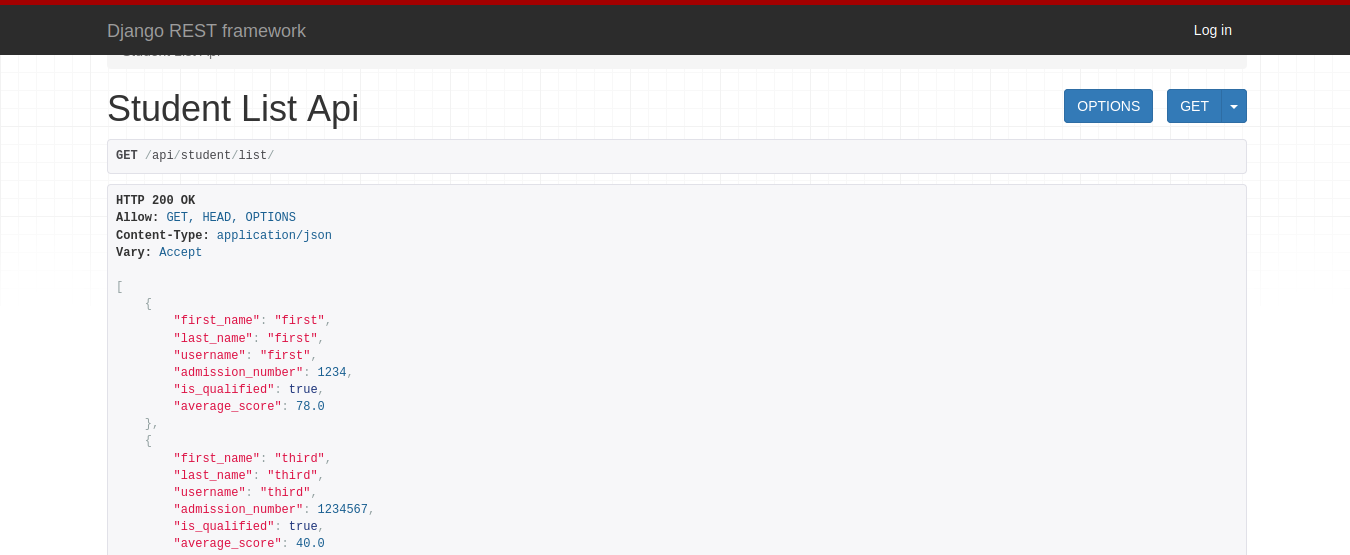 Django REST framework
Log in
Student List Api
Student List Api
OPTIONS
GET
GET /api/student/list/
HTTP 200 OK
Allow: GET, HEAD, OPTIONS
Content-Type: application/json
Vary: Accept
[
    {
        "first_name": "first",
        "last_name": "first",
        "username": "first",
        "admission_number": 1234,
        "is_qualified": true,
        "average_score": 78.0
    },
    {
        "first_name": "third",
        "last_name": "third",
        "username": "third",
        "admission_number": 1234567,
        "is_qualified": true,
        "average_score": 40.0